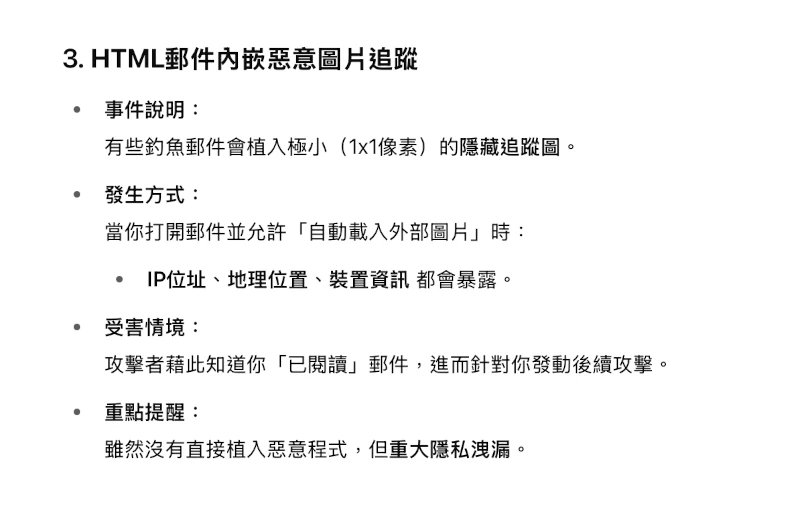 3. HTML郵件內嵌惡意圖片追蹤
• 事件說明：
有些釣魚郵件會植入極小（1x1像素）的隱藏追蹤圖。
• 發生方式：
當你打開郵件並允許「自動載入外部圖片」時：
• IP位址、地理位置、裝置資訊 都會暴露。
• 受害情境：
攻擊者藉此知道你「已閱讀」郵件，進而針對你發動後續攻擊。
• 重點提醒：
雖然沒有直接植入惡意程式，但重大隱私洩漏。